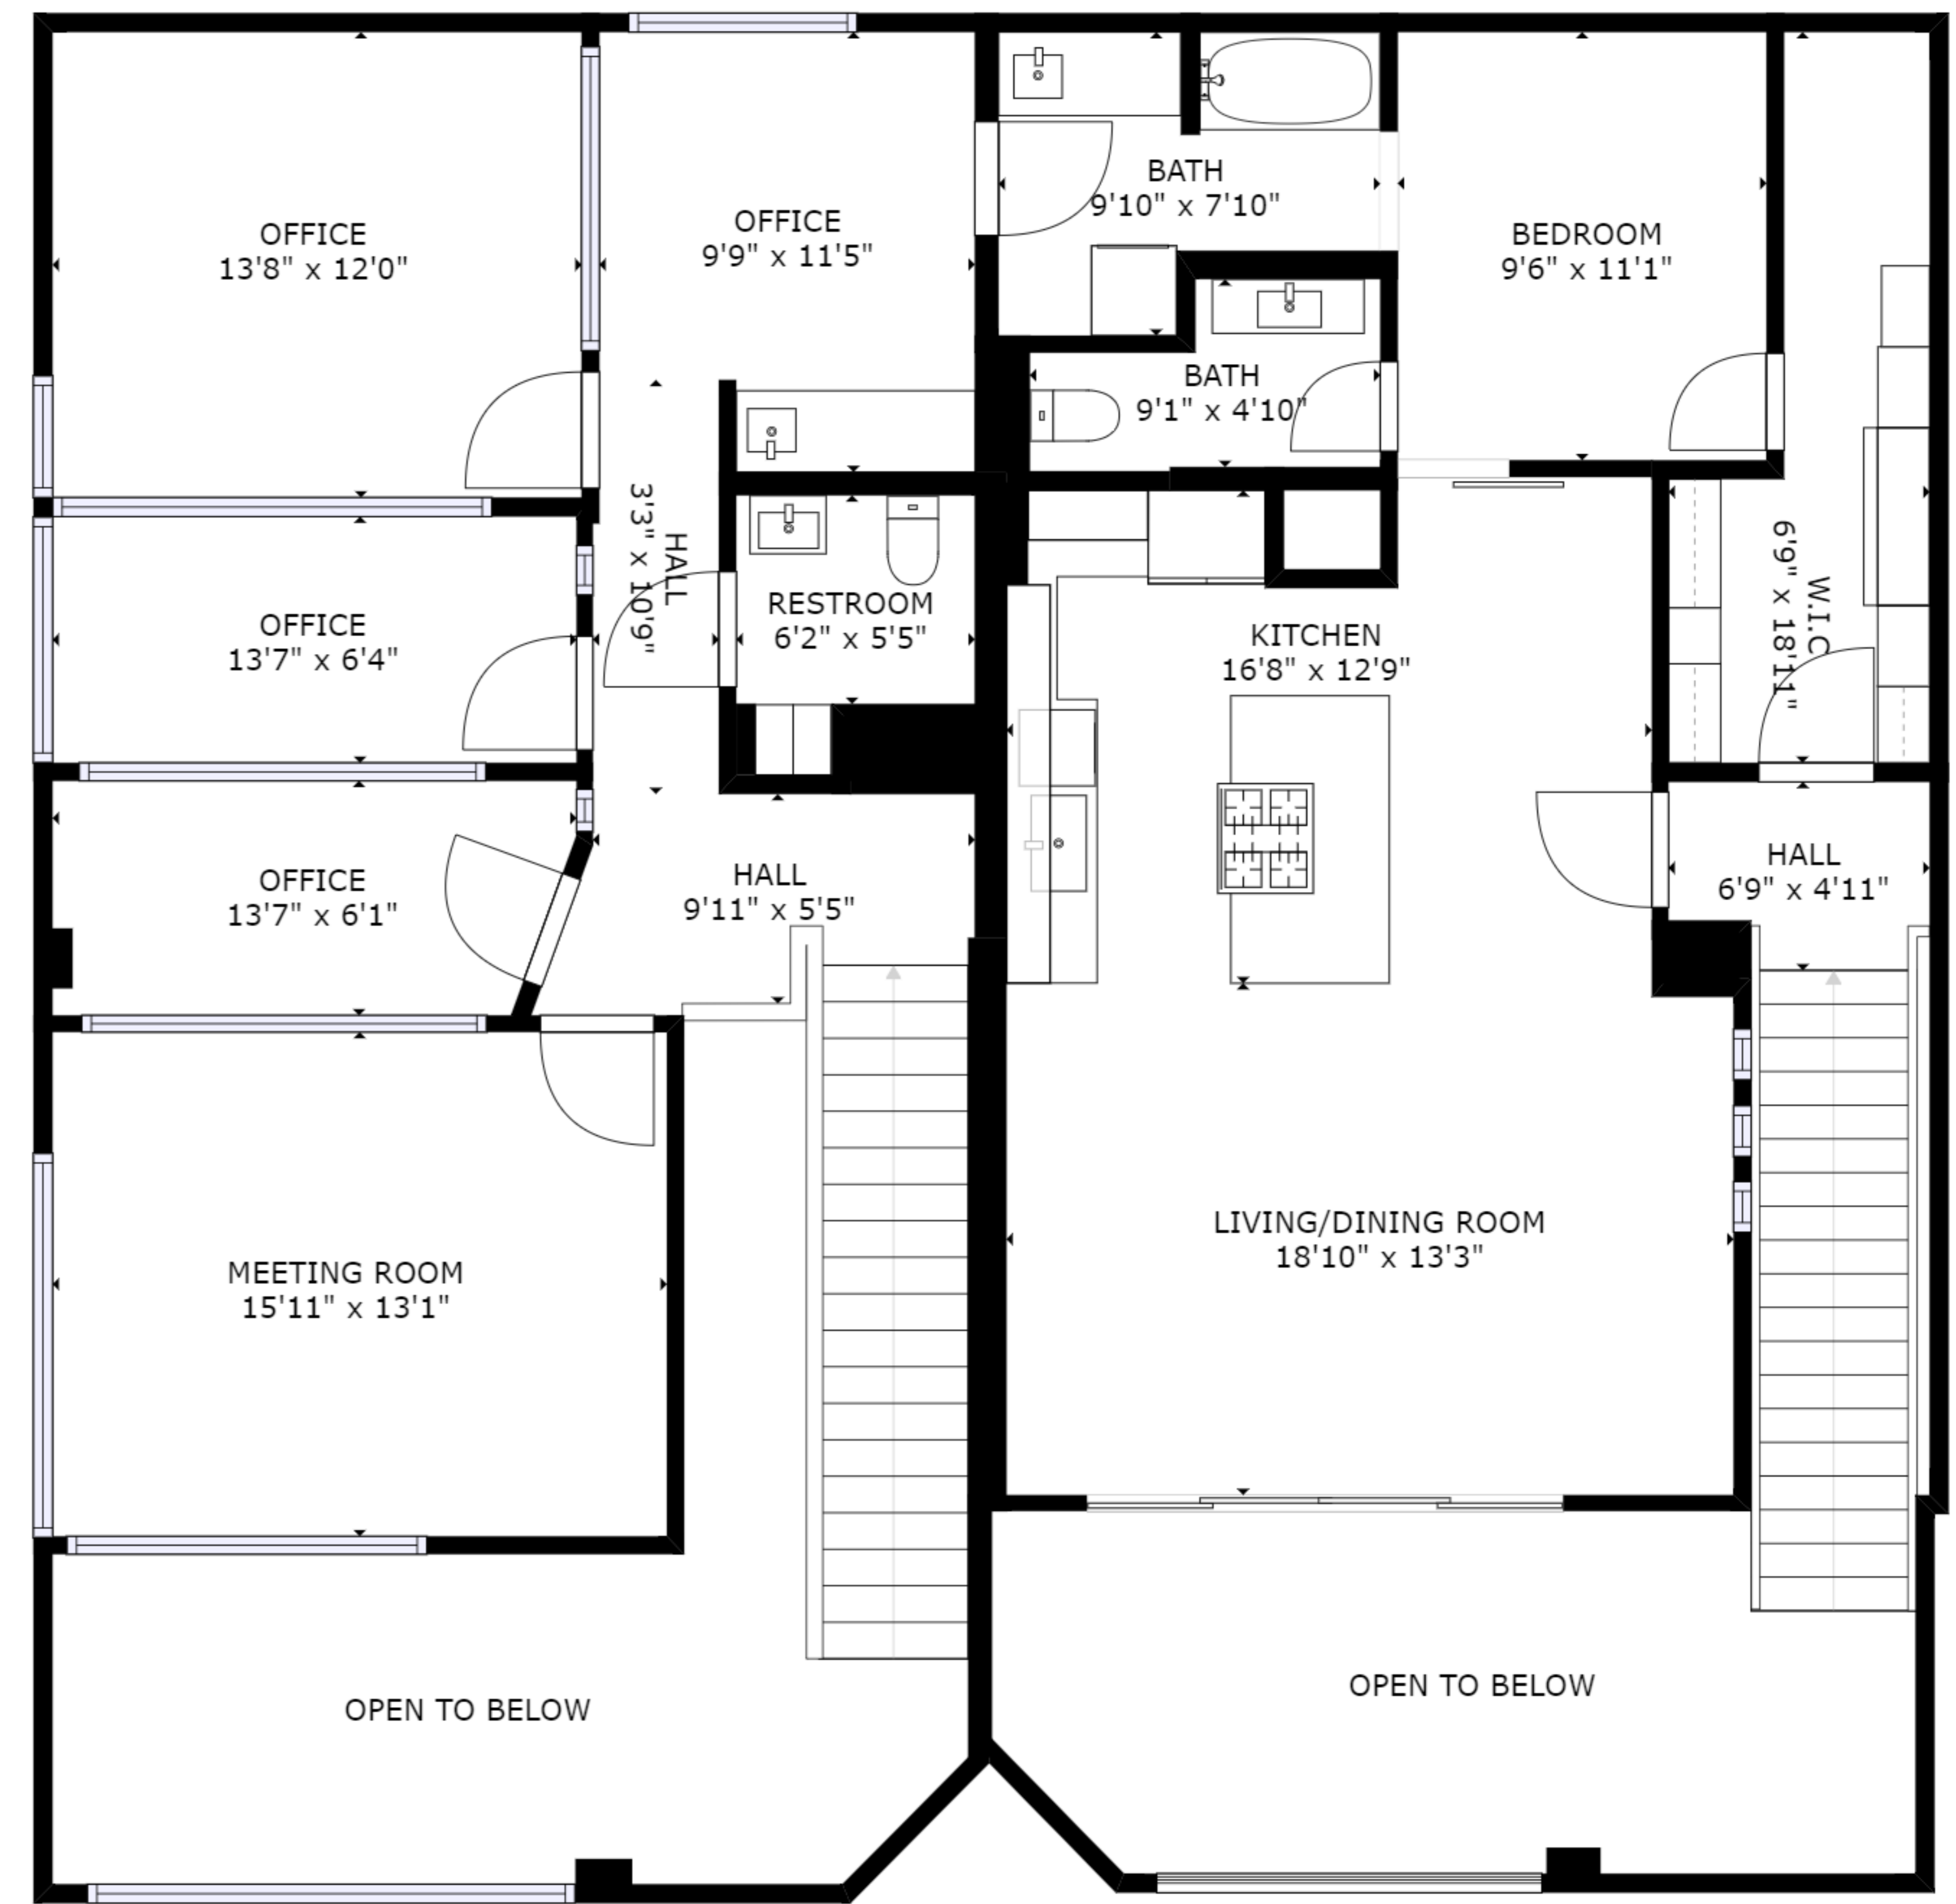 OFFICE
13'8" x 12'0"
OFFICE
9'9" x 11'5"
BATH
9'10" x 7'10"
BEDROOM
9'6" x 11'1"
BATH
9'1" x 4'10"
HALL
3'3" x 10'9"
RESTROOM
6'2" x 5'5"
OFFICE
13'7" x 6'4"
KITCHEN
16'8" x 12'9"
W.I.C
6'9" x 18'11"
OFFICE
13'7" x 6'1"
HALL
9'11" x 5'5"
HALL
6'9" x 4'11"
MEETING ROOM
15'11" x 13'1"
LIVING/DINING ROOM
18'10" x 13'3"
OPEN TO BELOW
OPEN TO BELOW